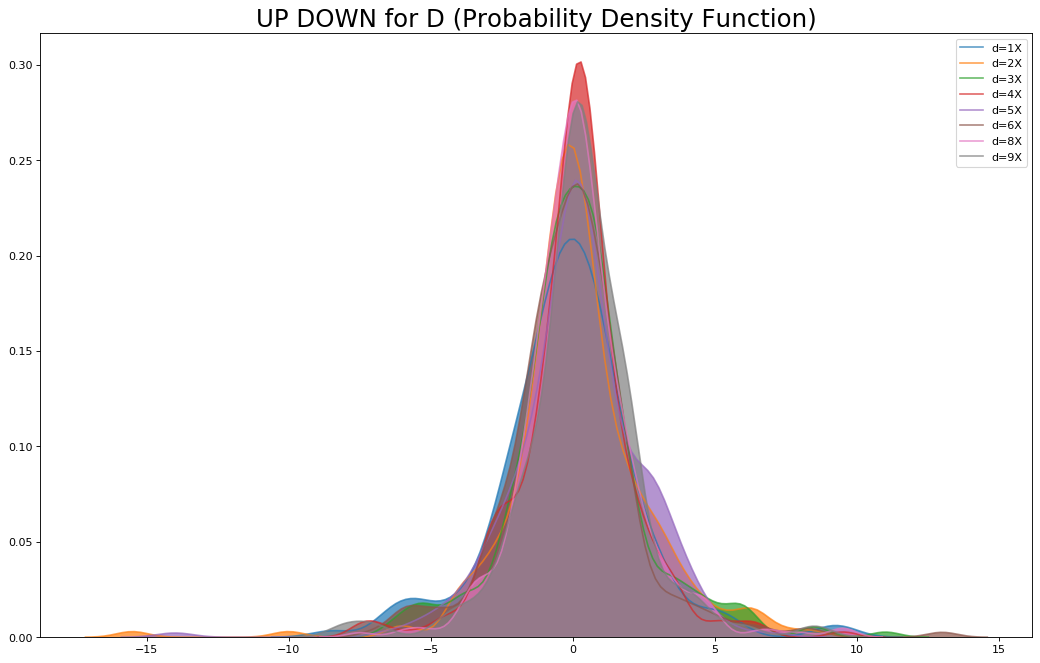 UP DOWN for D (Probability Density Function)
d=1X
d=2X
d=3X
d=4X
d=5X
d=6X
d=8X
d=9X
0.30
0.25
0.20
0.15
0.10
0.05
0.00
−15 −10 −5 0 5 10 15